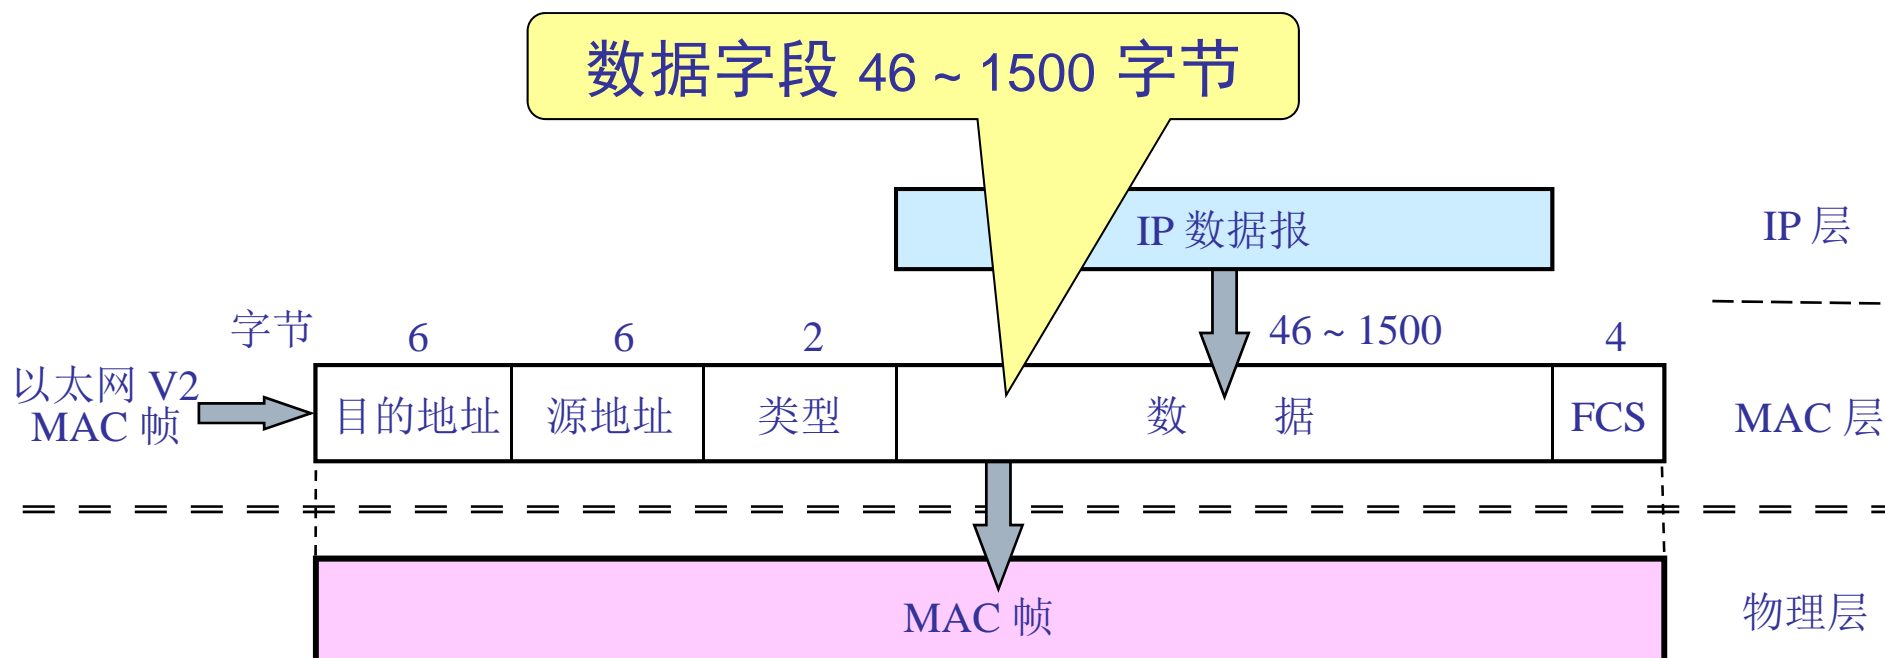 数据字段 46 ~ 1500 字节
IP 数据报
IP 层
字节
6
6
2
46 ~ 1500
4
以太网 V2
MAC 帧
目的地址
源地址
类型
数 据
FCS
MAC 层
MAC 帧
物理层